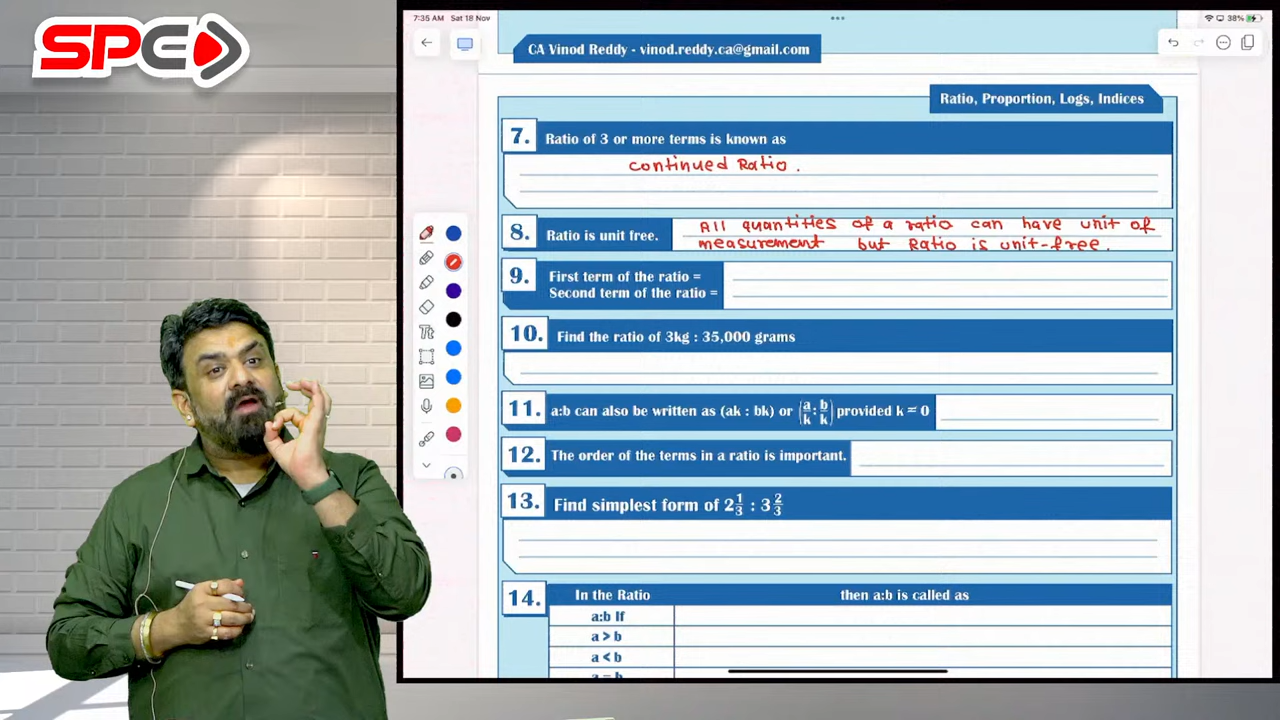 SPC
7:35 AM Sat 18 Nov
38%
CA Vinod Reddy - vinod.reddy.ca@gmail.com
Ratio, Proportion, Logs, Indices
7. Ratio of 3 or more terms is known as
continued Ratio.
8. Ratio is unit free.
All quantities of a ratio can have unit of
measurement but Ratio is unit-free.
9. First term of the ratio =
Second term of the ratio =
10. Find the ratio of 3kg : 35,000 grams
11. a:b can also be written as (ak : bk) or (a/k : b/k) provided k = 0
12. The order of the terms in a ratio is important.
13. Find simplest form of 2 1/3 : 3 2/3
14. In the Ratio then a:b is called as
a:b If
a > b
a < b
a = b
Tt